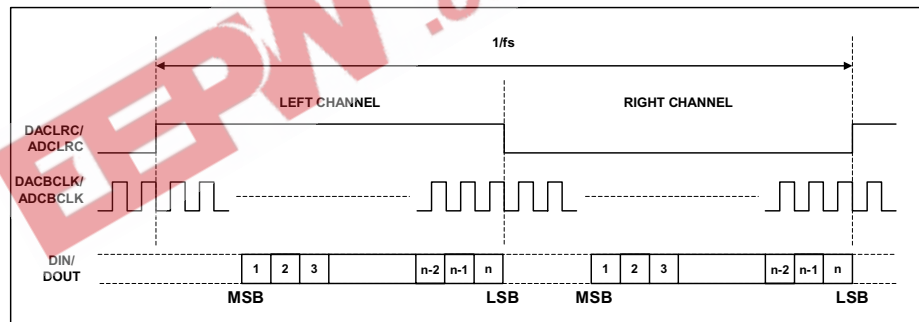 EEPW.c
1/fs
LEFT CHANNEL RIGHT CHANNEL
DACLRC/
ADCLRC
DACBCLK/
ADCBCLK
DIN/
DOUT
1 2 3 n-2 n-1 n 1 2 3 n-2 n-1 n
MSB LSB MSB LSB